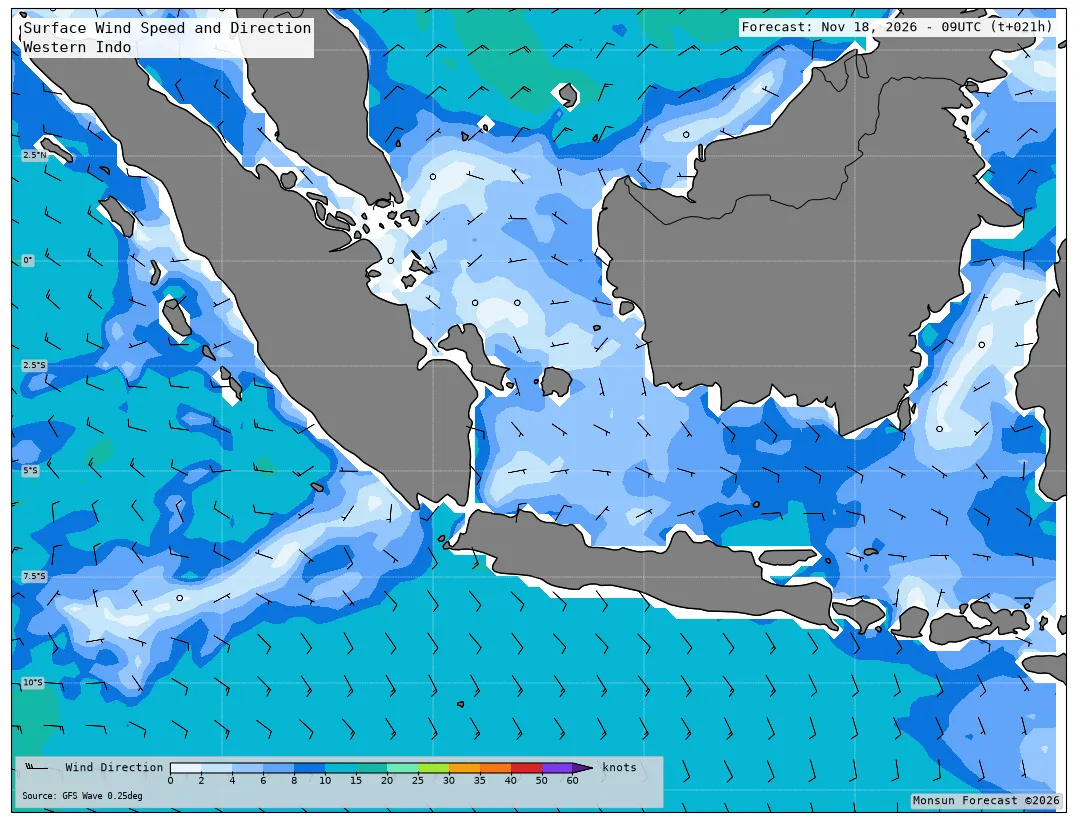 Surface Wind Speed and Direction
Western Indo
Forecast: Nov 18, 2026 - 09UTC (t+021h)
2.5°N
0°
2.5°S
5°S
7.5°S
10°S
Wind Direction
0 2 4 6 8 10 15 20 25 30 35 40 50 60
knots
Source: GFS Wave 0.25deg
Monsun Forecast ©2026